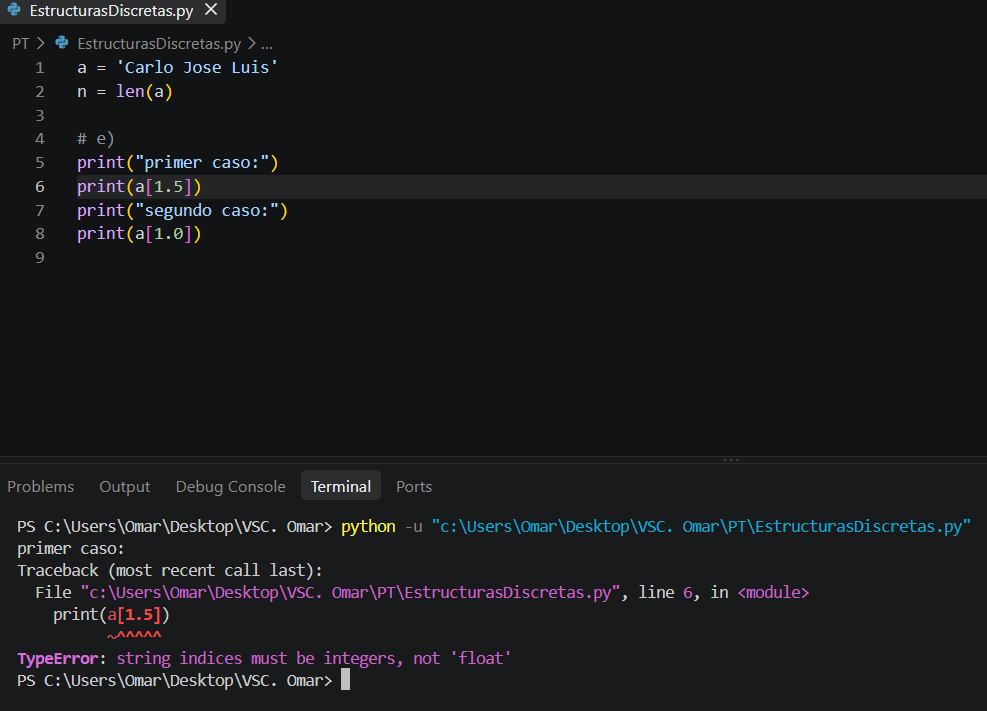 EstructurasDiscretas.py
PT > EstructurasDiscretas.py > ...
1 a = 'Carlo Jose Luis'
2 n = len(a)
3
4 # e)
5 print("primer caso:")
6 print(a[1.5])
7 print("segundo caso:")
8 print(a[1.0])
9
Problems Output Debug Console Terminal Ports
PS C:\Users\Omar\Desktop\VSC. Omar> python -u "c:\Users\Omar\Desktop\VSC. Omar\PT\EstructurasDiscretas.py"
primer caso:
Traceback (most recent call last):
  File "c:\Users\Omar\Desktop\VSC. Omar\PT\EstructurasDiscretas.py", line 6, in <module>
    print(a[1.5])
          ~^^^^^
TypeError: string indices must be integers, not 'float'
PS C:\Users\Omar\Desktop\VSC. Omar>